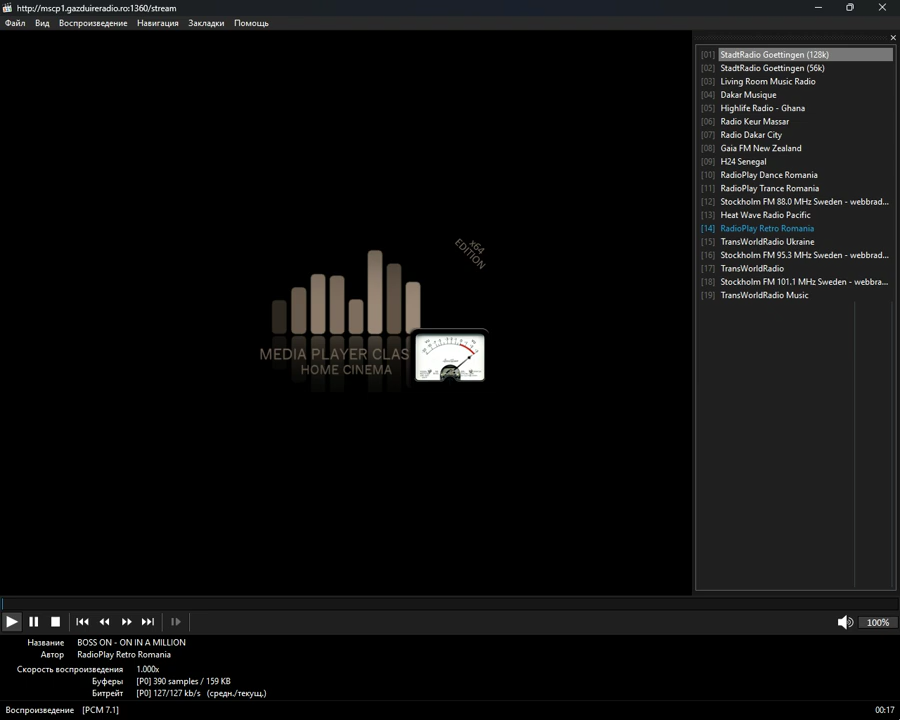 http://mscp1.gazduireradio.ro:1360/stream
Файл Вид Воспроизведение Навигация Закладки Помощь
[01] StadtRadio Goettingen (128k)
[02] StadtRadio Goettingen (56k)
[03] Living Room Music Radio
[04] Dakar Musique
[05] Highlife Radio - Ghana
[06] Radio Keur Massar
[07] Radio Dakar City
[08] Gaia FM New Zealand
[09] H24 Senegal
[10] RadioPlay Dance Romania
[11] RadioPlay Trance Romania
[12] Stockholm FM 88.0 MHz Sweden - webbrad...
[13] Heat Wave Radio Pacific
[14] RadioPlay Retro Romania
[15] TransWorldRadio Ukraine
[16] Stockholm FM 95.3 MHz Sweden - webbrad...
[17] TransWorldRadio
[18] Stockholm FM 101.1 MHz Sweden - webbra...
[19] TransWorldRadio Music
x64
EDITION
MEDIA PLAYER CLAS
HOME CINEMA
100%
Название BOSS ON - ON IN A MILLION
Автор RadioPlay Retro Romania
Скорость воспроизведения 1.000x
Буферы [P0] 390 samples / 159 KB
Битрейт [P0] 127/127 kb/s (средн./текущ.)
Воспроизведение [PCM 7.1] 00:17